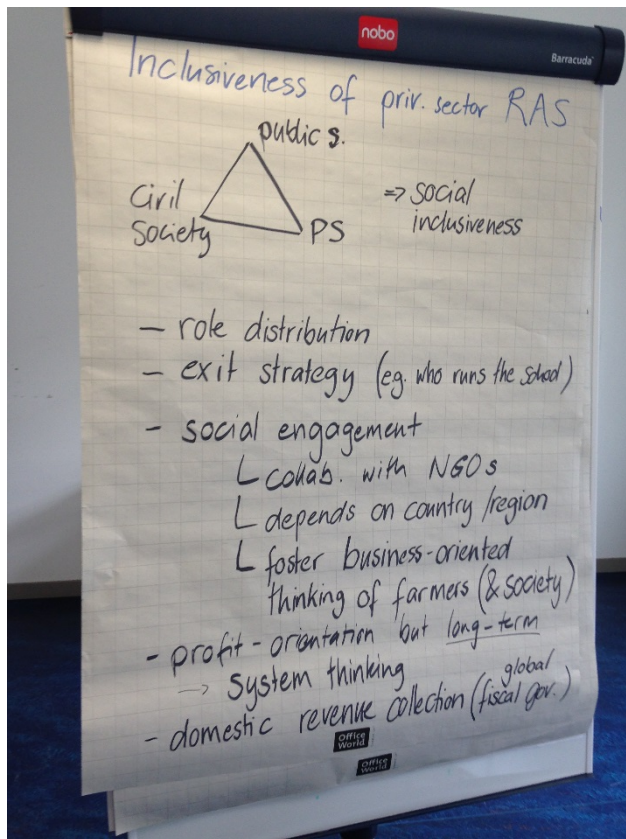 nobo
Barracuda
Inclusiveness of priv. sector RAS
public s.
Civil
Society
PS
⇒ social
inclusiveness
– role distribution
– exit strategy (eg. who runs the school)
– social engagement
└ collab. with NGOs
└ depends on country/region
└ foster business-oriented
thinking of farmers (& society)
– profit-orientation but long-term
→ system thinking
– domestic revenue collection (global fiscal gov.)
Office
World
Office
World